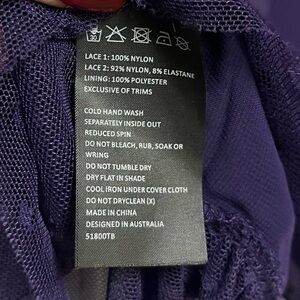 LACE 1: 100% NYLON
LACE 2: 92% NYLON, 8% ELASTANE
LINING: 100% POLYESTER
EXCLUSIVE OF TRIMS
COLD HAND WASH
SEPARATELY INSIDE OUT
REDUCED SPIN
DO NOT BLEACH, RUB, SOAK OR
WRING
DO NOT TUMBLE DRY
DRY FLAT IN SHADE
COOL IRON UNDER COVER CLOTH
DO NOT DRYCLEAN (X)
MADE IN CHINA
DESIGNED IN AUSTRALIA
51800TB